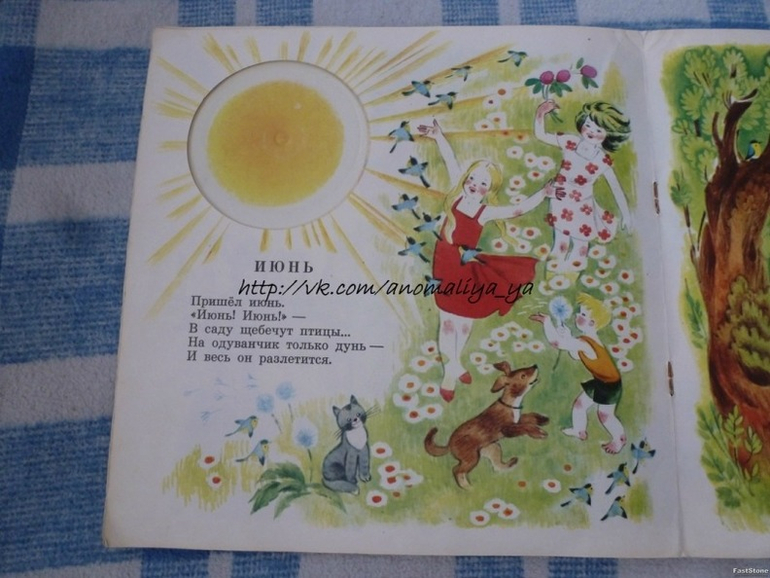 ИЮНЬ
http://vk.com/anomaliya_ya
Пришёл июнь.
«Июнь! Июнь!» —
В саду щебечут птицы...
На одуванчик только дунь —
И весь он разлетится.
FastStone